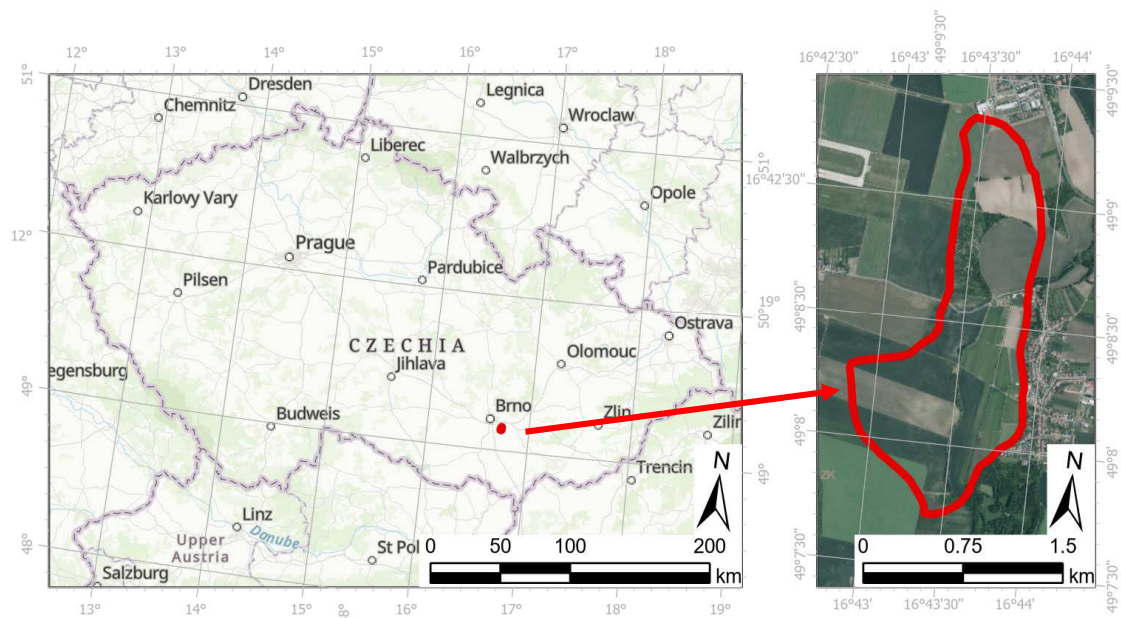 12° 13° 14° 15° 16° 17° 18°
51°
Dresden
Legnica
Chemnitz
Wroclaw
Liberec
Walbrzych
51°
Karlovy Vary
Opole
12°
Prague
Pardubice
Pilsen
50°
19°
Ostrava
CZECHIA
Olomouc
Jihlava
egensburg
49°
Brno
Budweis
Zlin
Zilin
N
Trencin
49°
Linz
Danube
Upper
Austria
St Pol
48°
0 50 100 200
km
Salzburg
13° 14° 15° 48° 16° 17° 18° 19°
16°42'30" 16°43' 49°9'30" 16°43'30" 16°44'
49°9'30"
16°42'30"
49°9'
49°8'30"
49°8'30"
49°8'
49°8'
ZK
N
0 0.75 1.5
km
49°7'30"
49°7'30"
16°43' 16°43'30" 16°44'